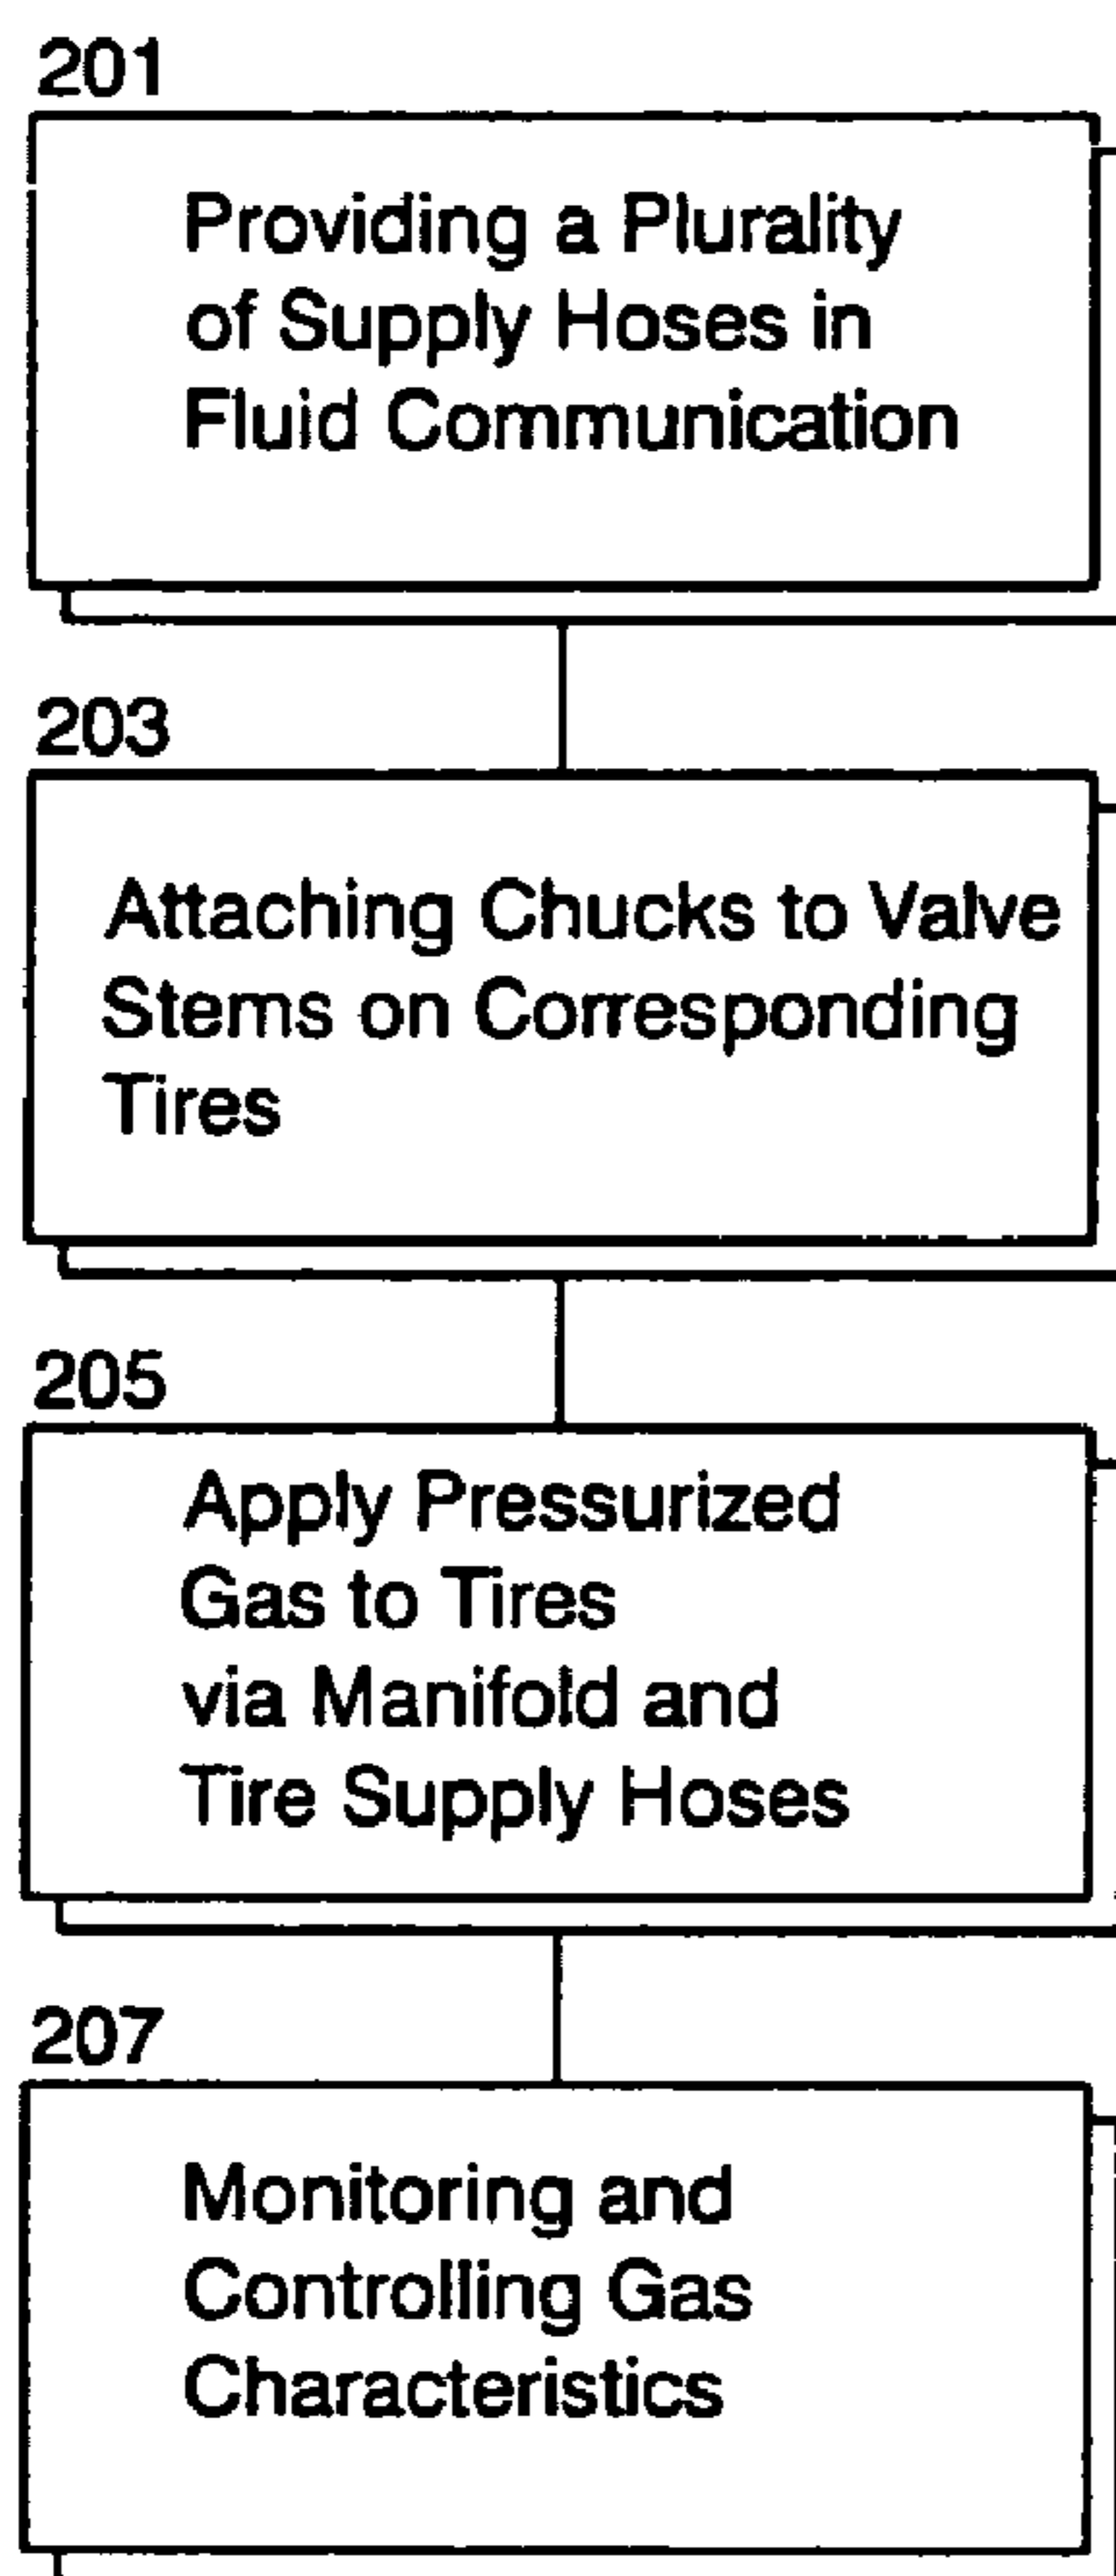 201
Providing a Plurality
of Supply Hoses in
Fluid Communication
203
Attaching Chucks to Valve
Stems on Corresponding
Tires
205
Apply Pressurized
Gas to Tires
via Manifold and
Tire Supply Hoses
207
Monitoring and
Controlling Gas
Characteristics